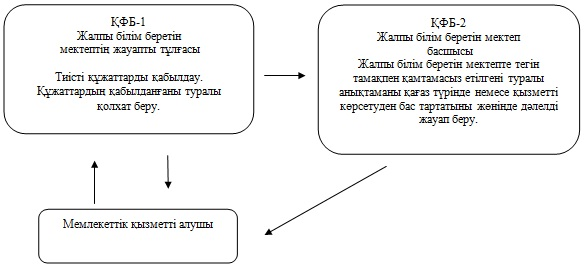 ҚФБ-1
Жалпы білім беретін
мектептің жауапты тұлғасы
Тиісті құжаттарды қабылдау.
Құжаттардың қабылданғаны туралы
қолхат беру.
ҚФБ-2
Жалпы білім беретін мектеп
басшысы
Жалпы білім беретін мектепте тегін
тамақпен қамтамасыз етілгені туралы
анықтаманы қағаз түрінде немесе қызметті
көрсетуден бас тартатыны жөнінде дәлелді
жауап беру.
Мемлекеттік қызметті алушы